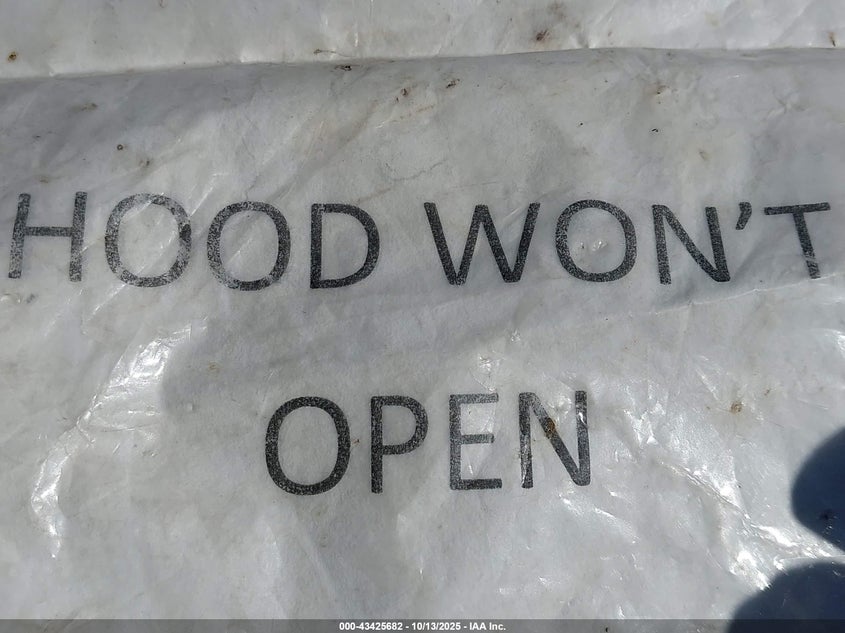 HOOD WON'T
OPEN
000-43425682 - 10/13/2025 - IAA Inc.